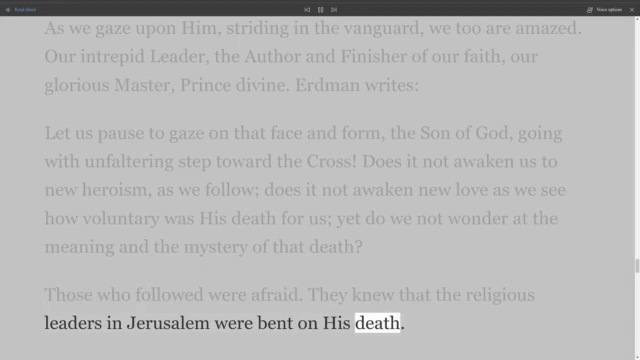 Read aloud
Voice options
As we gaze upon Him, striding in the vanguard, we too are amazed.
Our intrepid Leader, the Author and Finisher of our faith, our
glorious Master, Prince divine. Erdman writes:
Let us pause to gaze on that face and form, the Son of God, going
with unfaltering step toward the Cross! Does it not awaken us to
new heroism, as we follow; does it not awaken new love as we see
how voluntary was His death for us; yet do we not wonder at the
meaning and the mystery of that death?
Those who followed were afraid. They knew that the religious
leaders in Jerusalem were bent on His death.